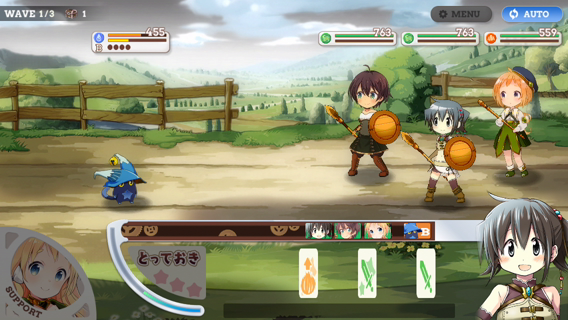 WAVE 1/3
1
MENU
AUTO
455
B
763
763
559
B
とっておき
SUPPORT